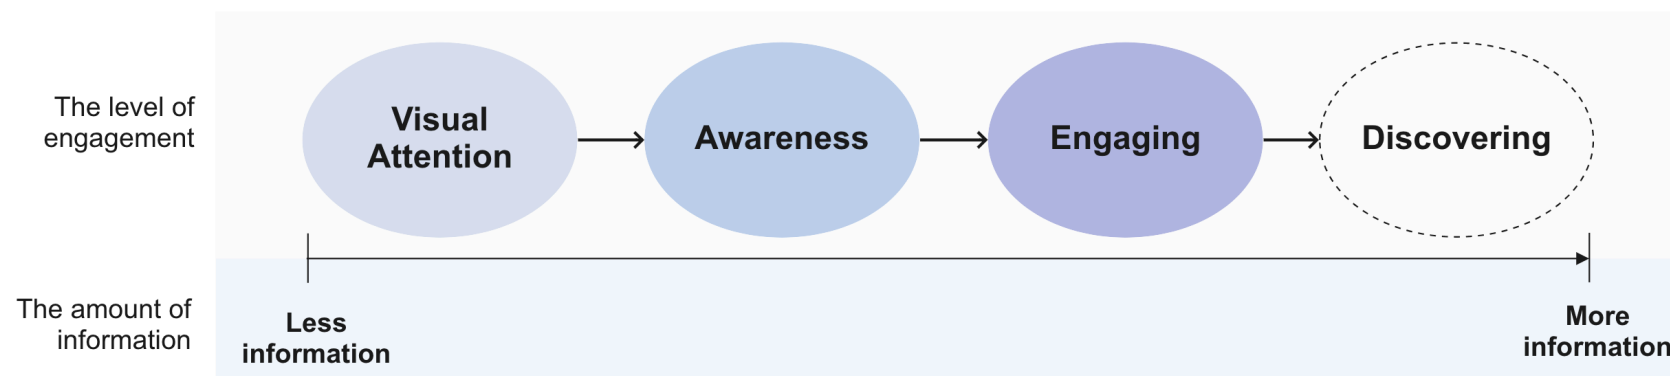 The level of
engagement
Visual
Attention
Awareness
Engaging
Discovering
The amount of
information
Less
information
More
information